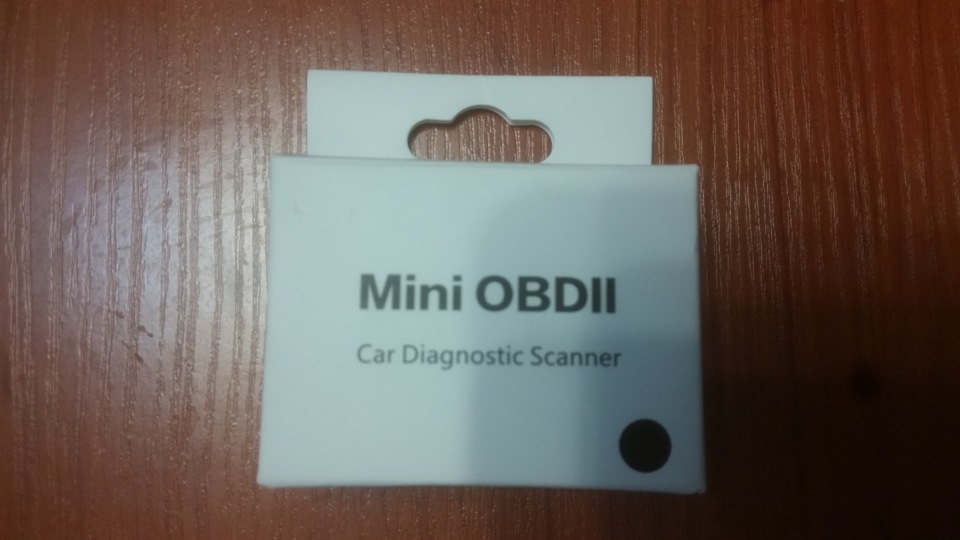 Mini OBDII
Car Diagnostic Scanner